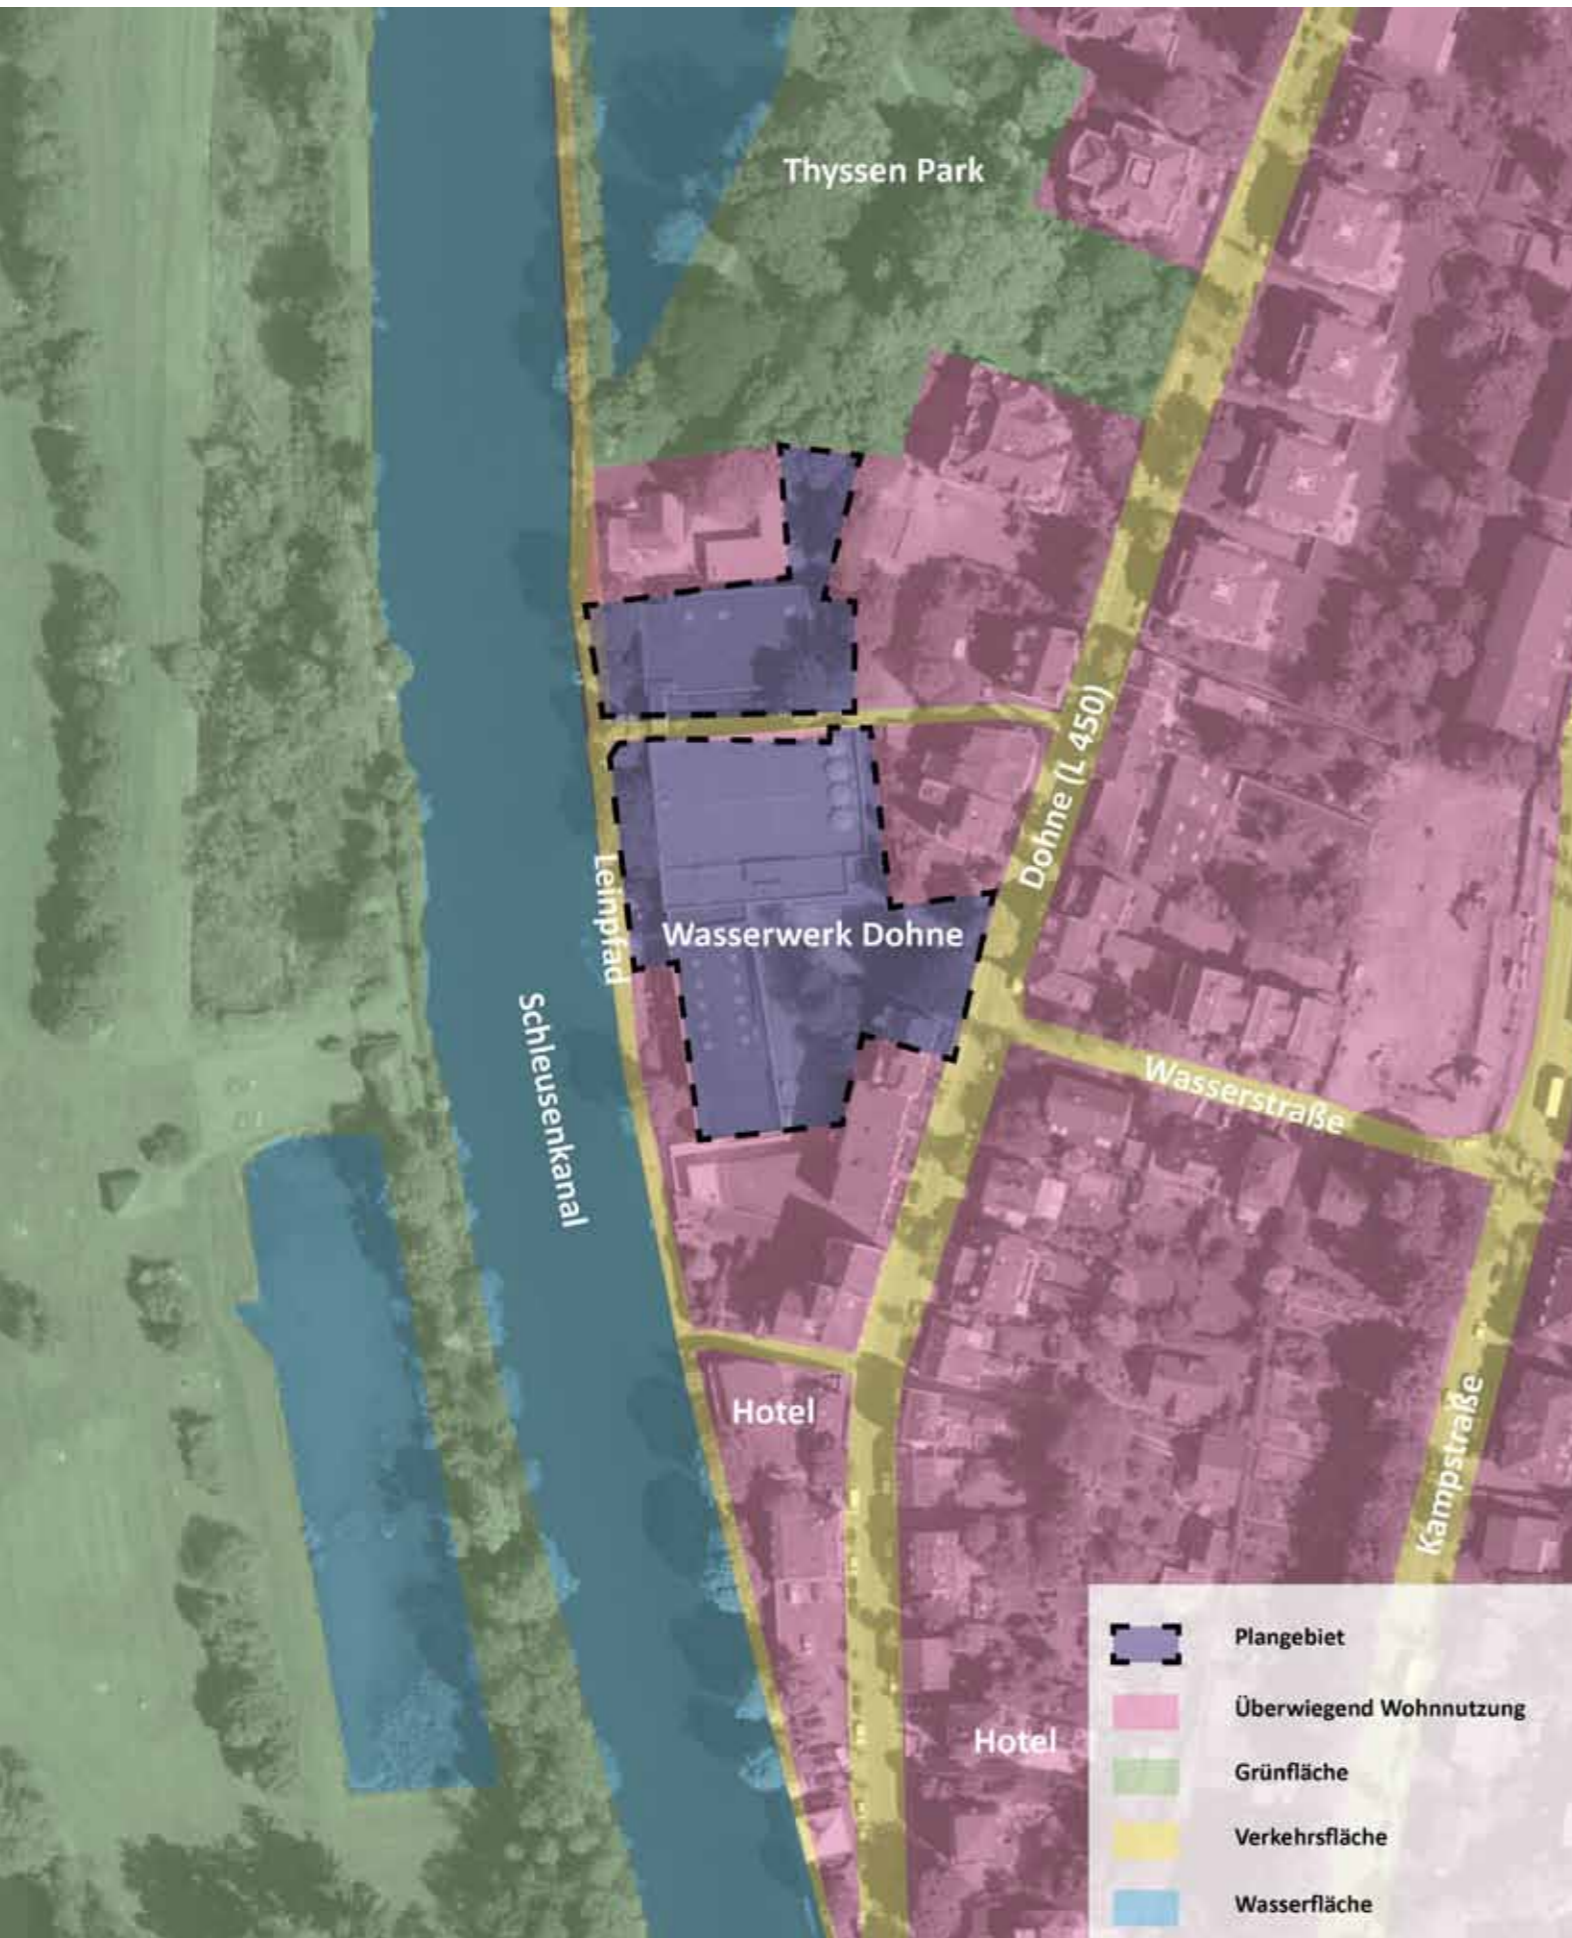 Thyssen Park
Dohne (L 450)
Leinpfad
Wasserwerk Dohne
Schleusenkanal
Wasserstraße
Hotel
Kampstraße
Hotel
Plangebiet
Überwiegend Wohnnutzung
Grünfläche
Verkehrsfläche
Wasserfläche